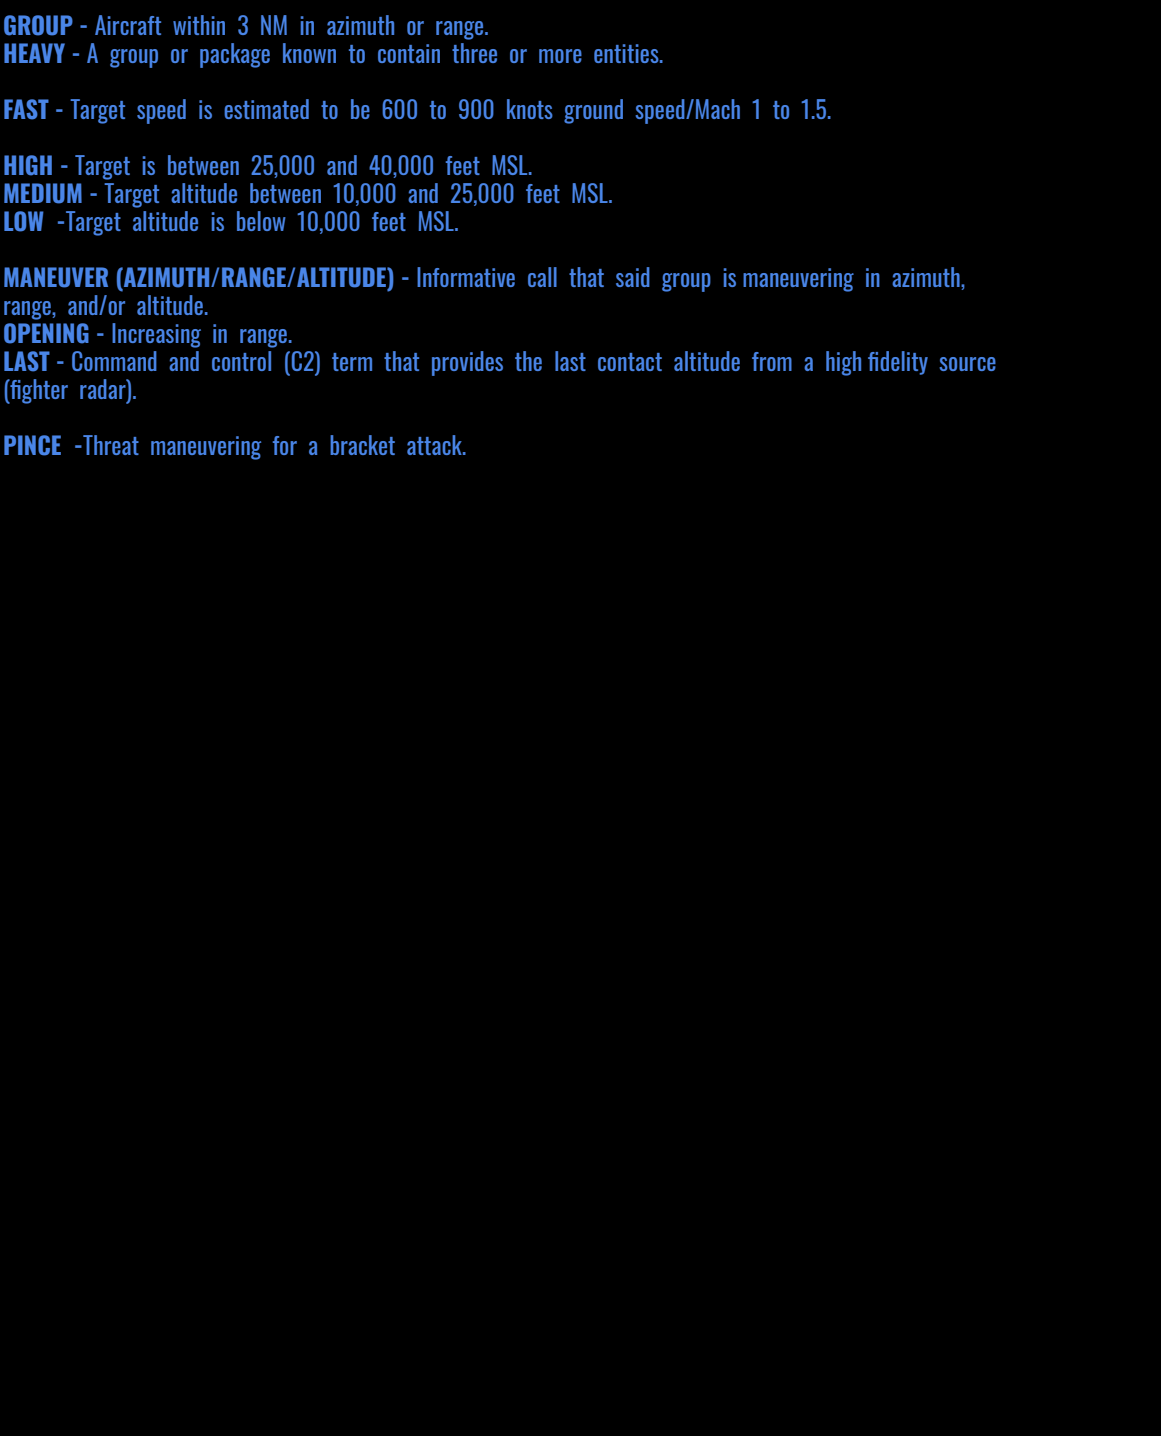 GROUP - Aircraft within 3 NM in azimuth or range.
HEAVY - A group or package known to contain three or more entities.
FAST - Target speed is estimated to be 600 to 900 knots ground speed/Mach 1 to 1.5.
HIGH - Target is between 25,000 and 40,000 feet MSL.
MEDIUM - Target altitude between 10,000 and 25,000 feet MSL.
LOW -Target altitude is below 10,000 feet MSL.
MANEUVER (AZIMUTH/RANGE/ALTITUDE) - Informative call that said group is maneuvering in azimuth,
range, and/or altitude.
OPENING - Increasing in range.
LAST - Command and control (C2) term that provides the last contact altitude from a high fidelity source
(fighter radar).
PINCE -Threat maneuvering for a bracket attack.